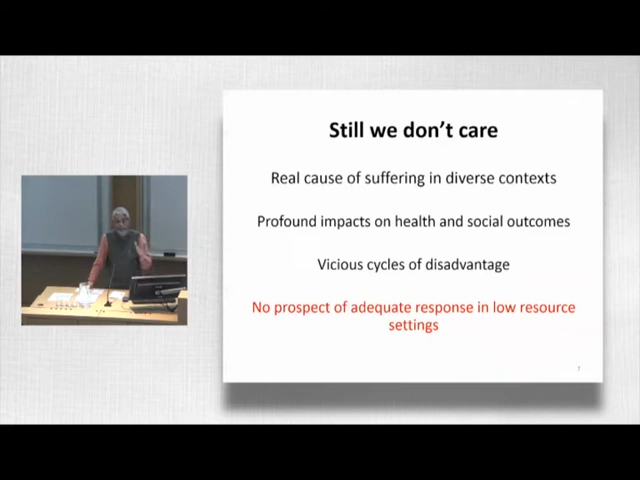 Still we don't care
Real cause of suffering in diverse contexts
Profound impacts on health and social outcomes
Vicious cycles of disadvantage
No prospect of adequate response in low resource
settings
7